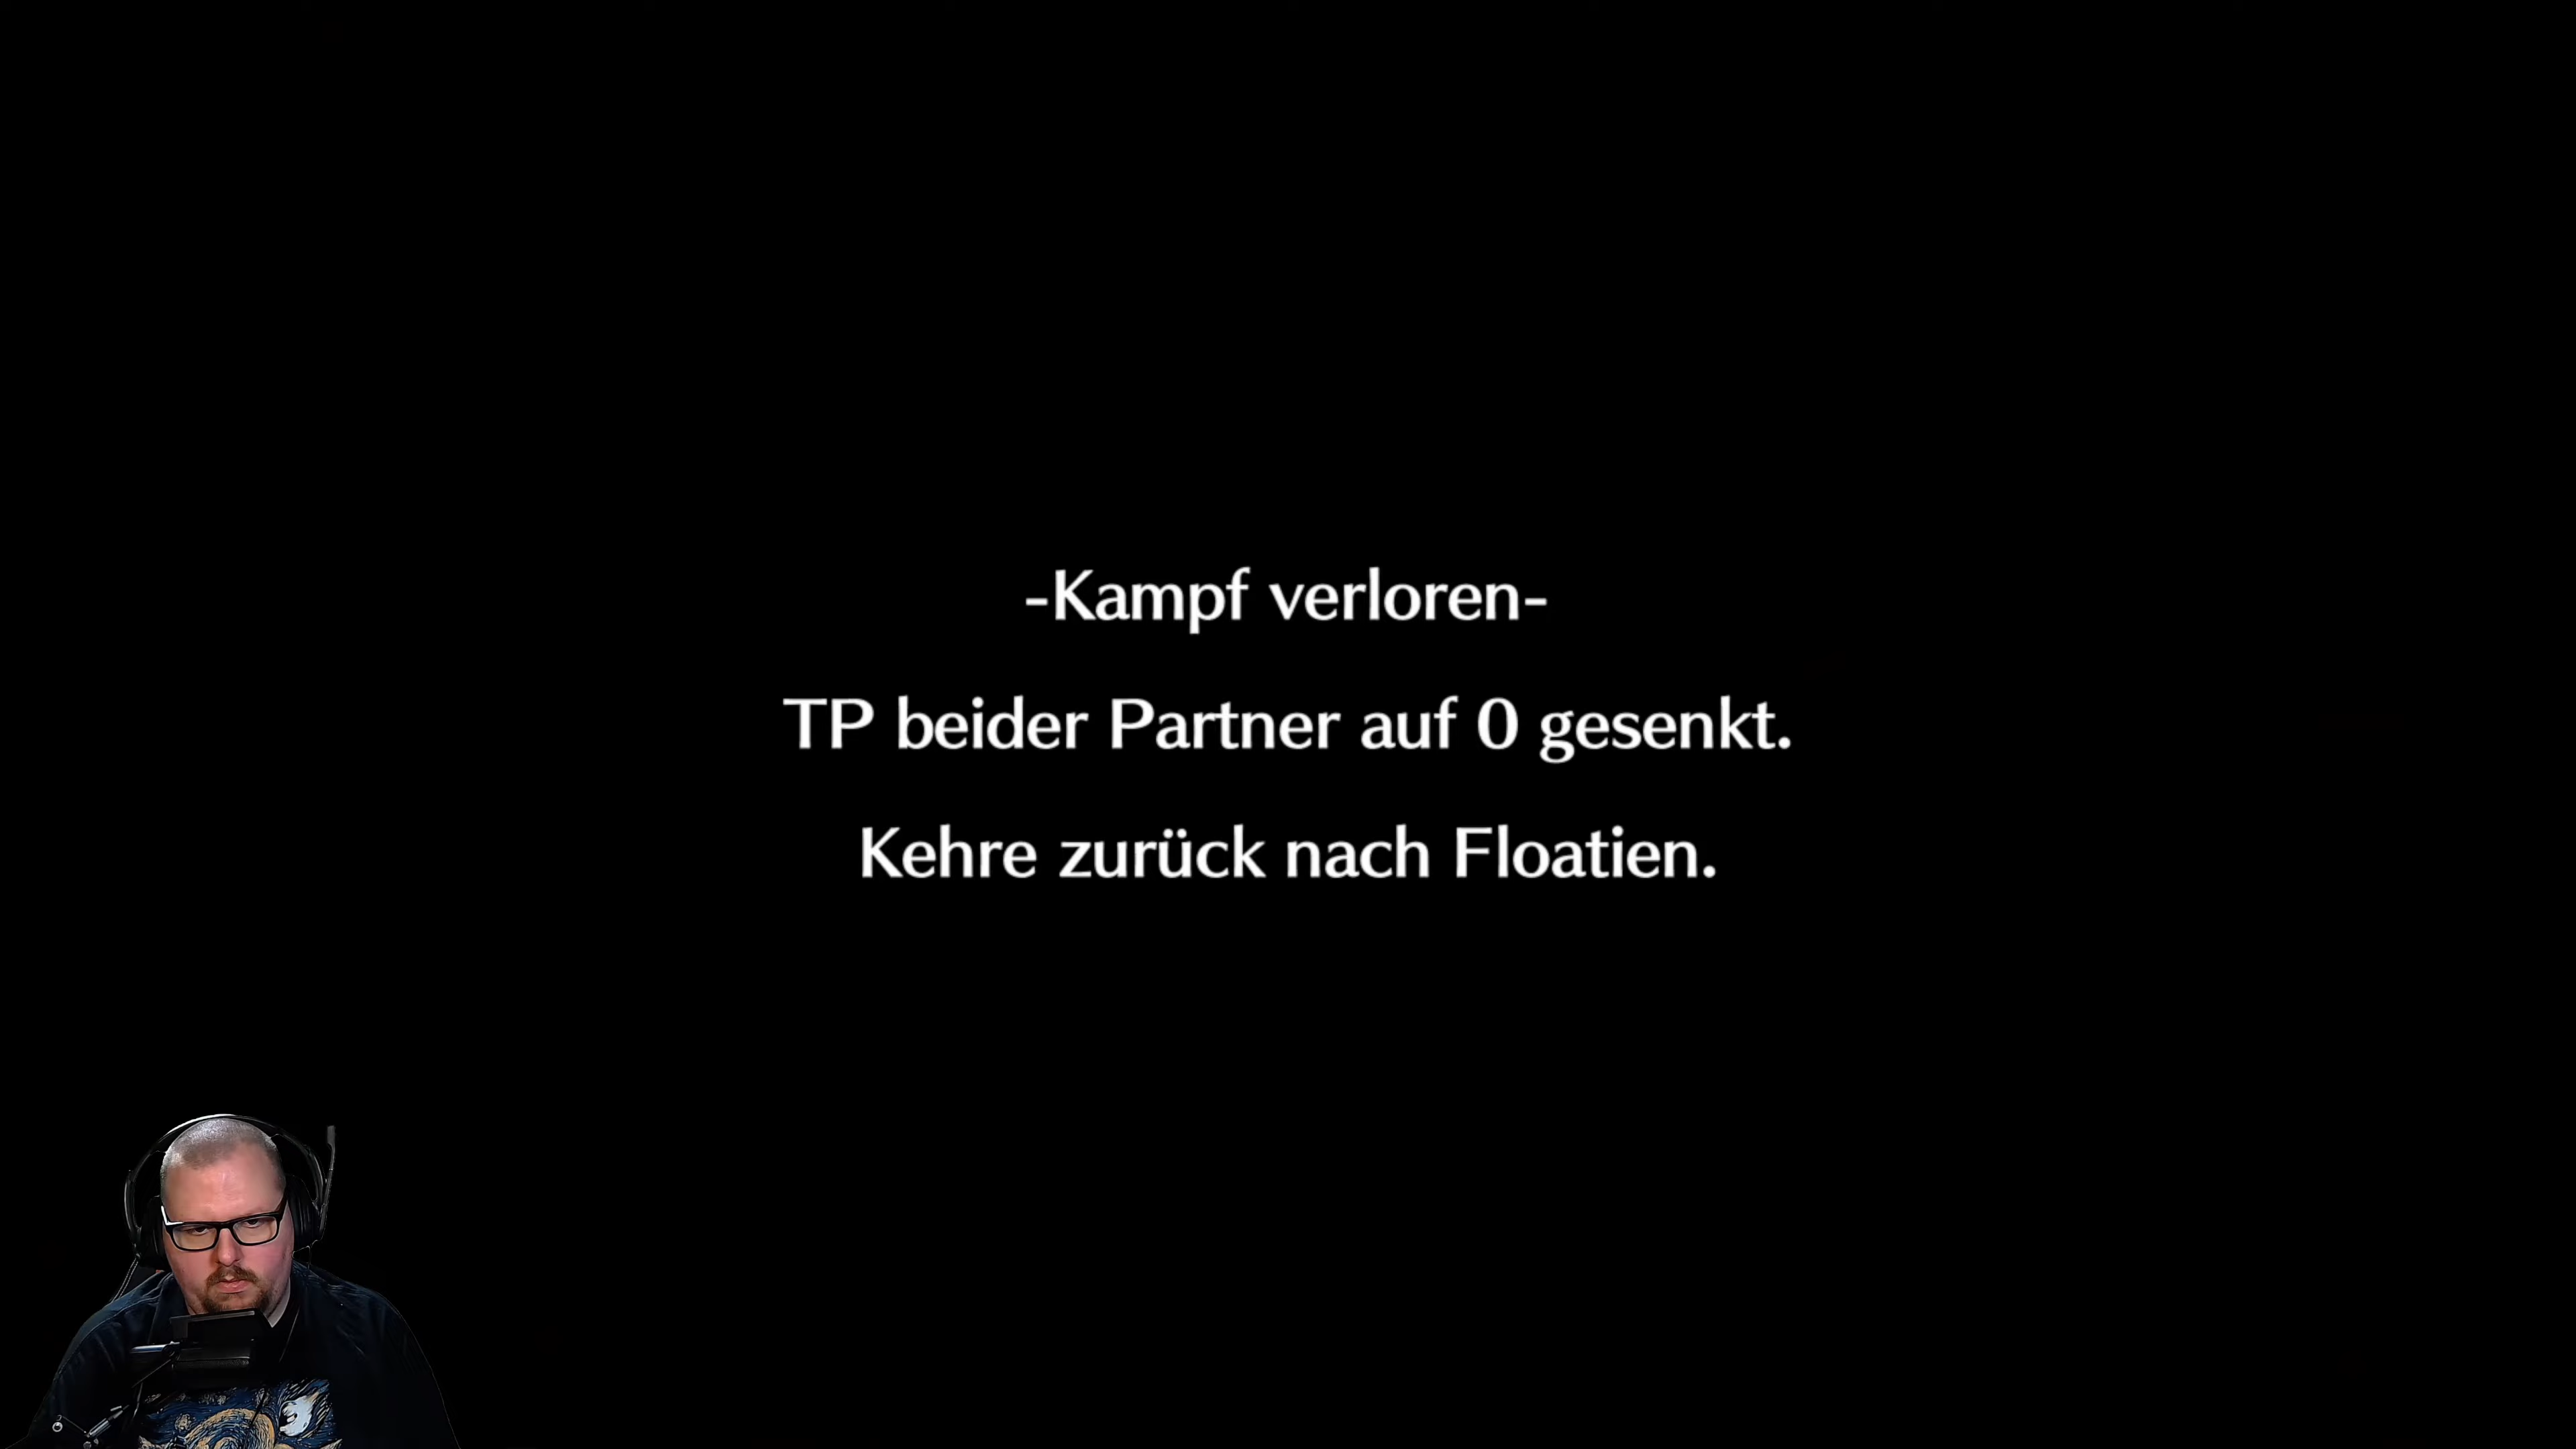 -Kampf verloren-
TP beider Partner auf 0 gesenkt.
Kehre zurück nach Floatien.